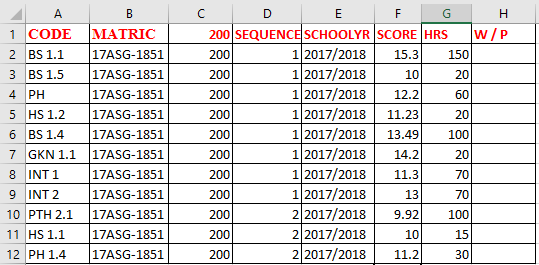 A B C D E F G H
1 CODE MATRIC 200 SEQUENCE SCHOOLYR SCORE HRS W / P
2 BS 1.1 17ASG-1851 200 1 2017/2018 15.3 150
3 BS 1.5 17ASG-1851 200 1 2017/2018 10 20
4 PH 17ASG-1851 200 1 2017/2018 12.2 60
5 HS 1.2 17ASG-1851 200 1 2017/2018 11.23 20
6 BS 1.4 17ASG-1851 200 1 2017/2018 13.49 100
7 GKN 1.1 17ASG-1851 200 1 2017/2018 14.2 20
8 INT 1 17ASG-1851 200 1 2017/2018 11.3 70
9 INT 2 17ASG-1851 200 1 2017/2018 13 70
10 PTH 2.1 17ASG-1851 200 2 2017/2018 9.92 100
11 HS 1.1 17ASG-1851 200 2 2017/2018 10 15
12 PH 1.4 17ASG-1851 200 2 2017/2018 11.2 30